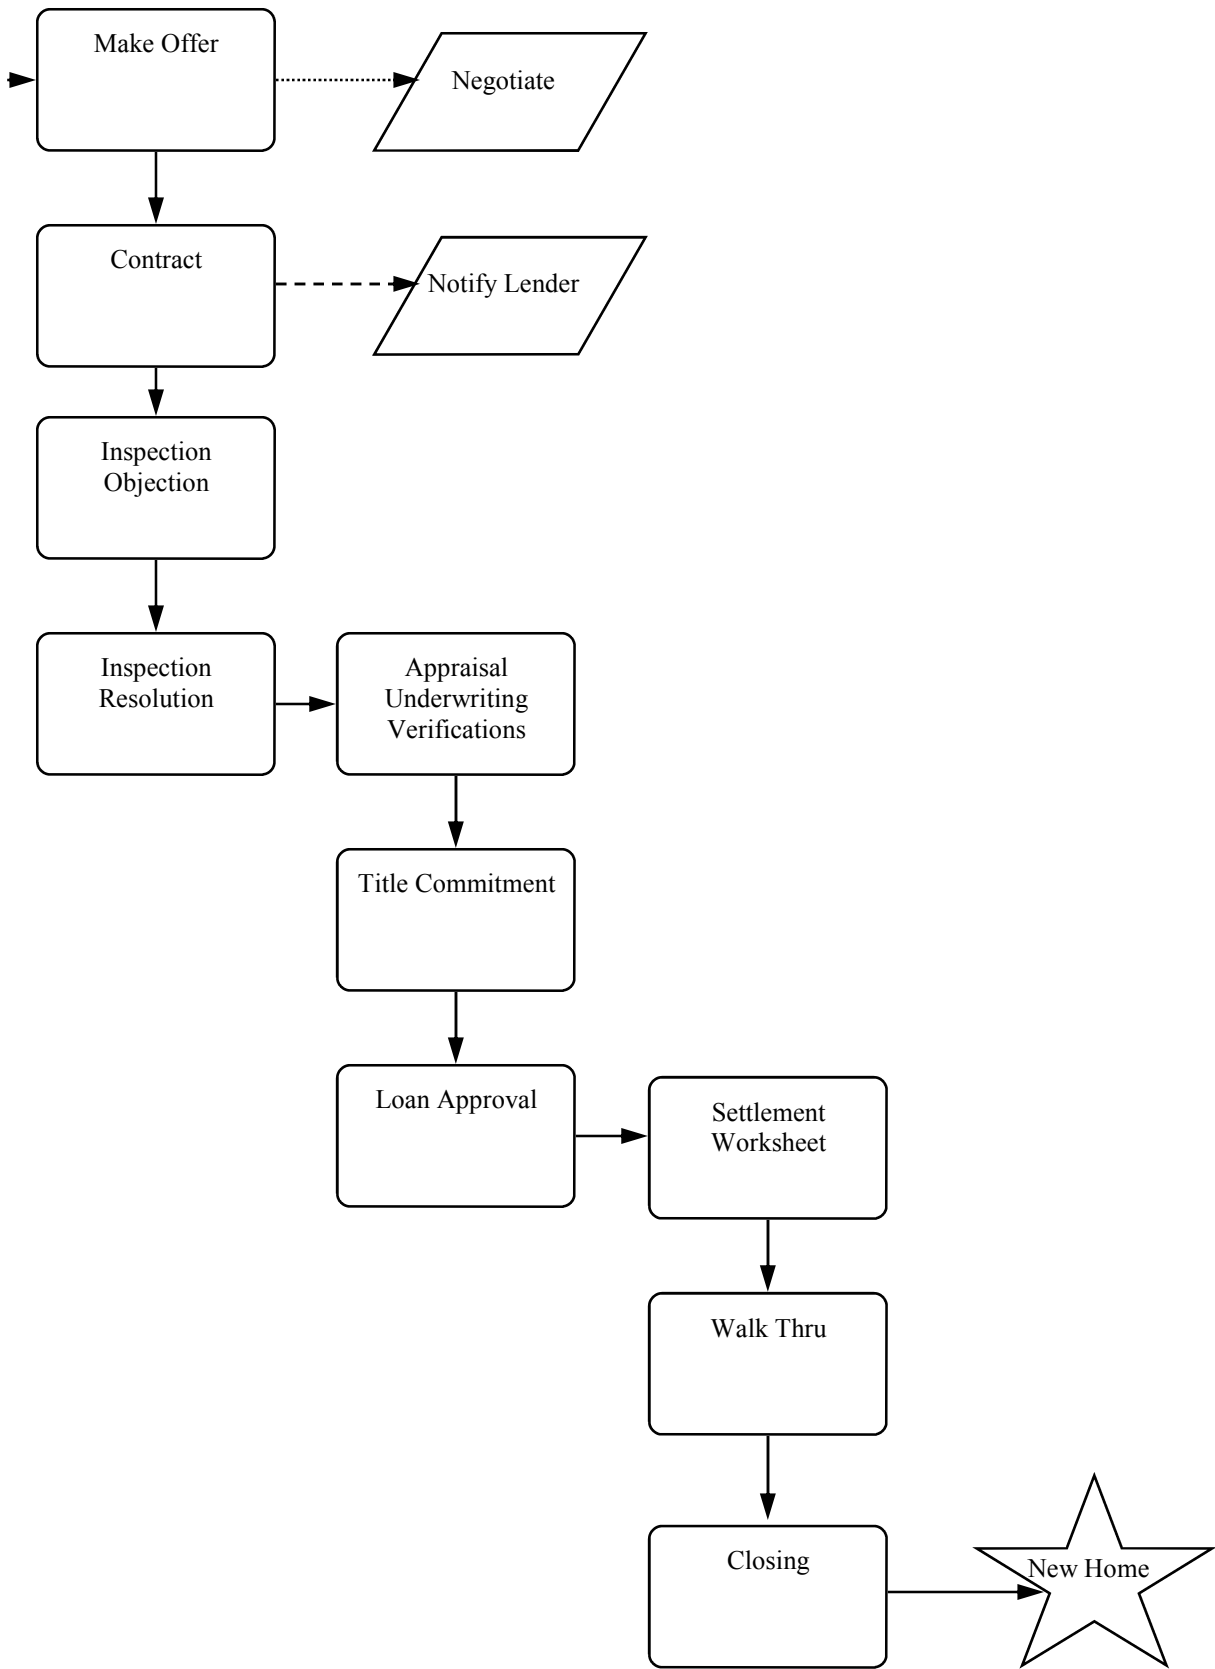 Make Offer
Negotiate
Contract
Notify Lender
Inspection
Objection
Inspection
Resolution
Appraisal
Underwriting
Verifications
Title Commitment
Loan Approval
Settlement
Worksheet
Walk Thru
Closing
New Home